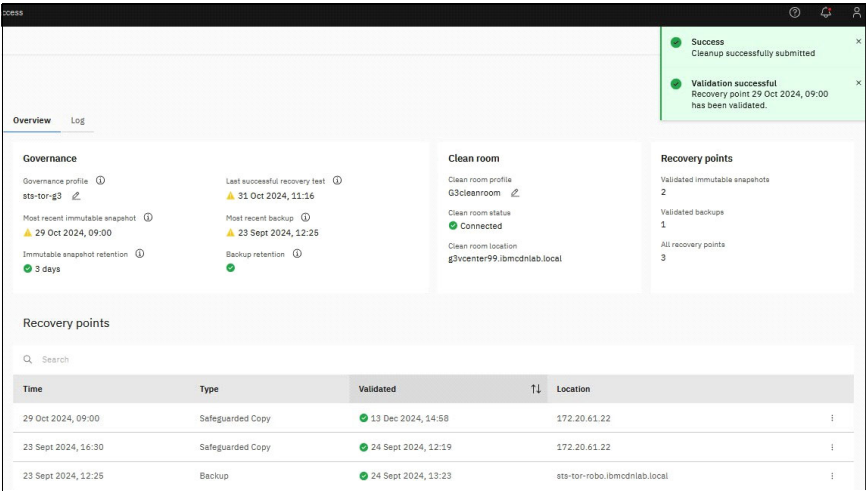 ccess
Success
Cleanup successfully submitted
Validation successful
Recovery point 29 Oct 2024, 09:00
has been validated.
Overview Log
Governance
Governance profile
sts-tor-g3
Last successful recovery test
31 Oct 2024, 11:16
Most recent immutable snapshot
29 Oct 2024, 09:00
Most recent backup
23 Sept 2024, 12:25
Immutable snapshot retention
3 days
Backup retention
Clean room
Clean room profile
G3cleanroom
Clean room status
Connected
Clean room location
g3vcenter99.ibmcdnlab.local
Recovery points
Validated immutable snapshots
2
Validated backups
1
All recovery points
3
Recovery points
Search
Time Type Validated Location
29 Oct 2024, 09:00 Safeguarded Copy 13 Dec 2024, 14:58 172.20.61.22
23 Sept 2024, 16:30 Safeguarded Copy 24 Sept 2024, 12:19 172.20.61.22
23 Sept 2024, 12:25 Backup 24 Sept 2024, 13:23 sts-tor-robo.ibmcdnlab.local